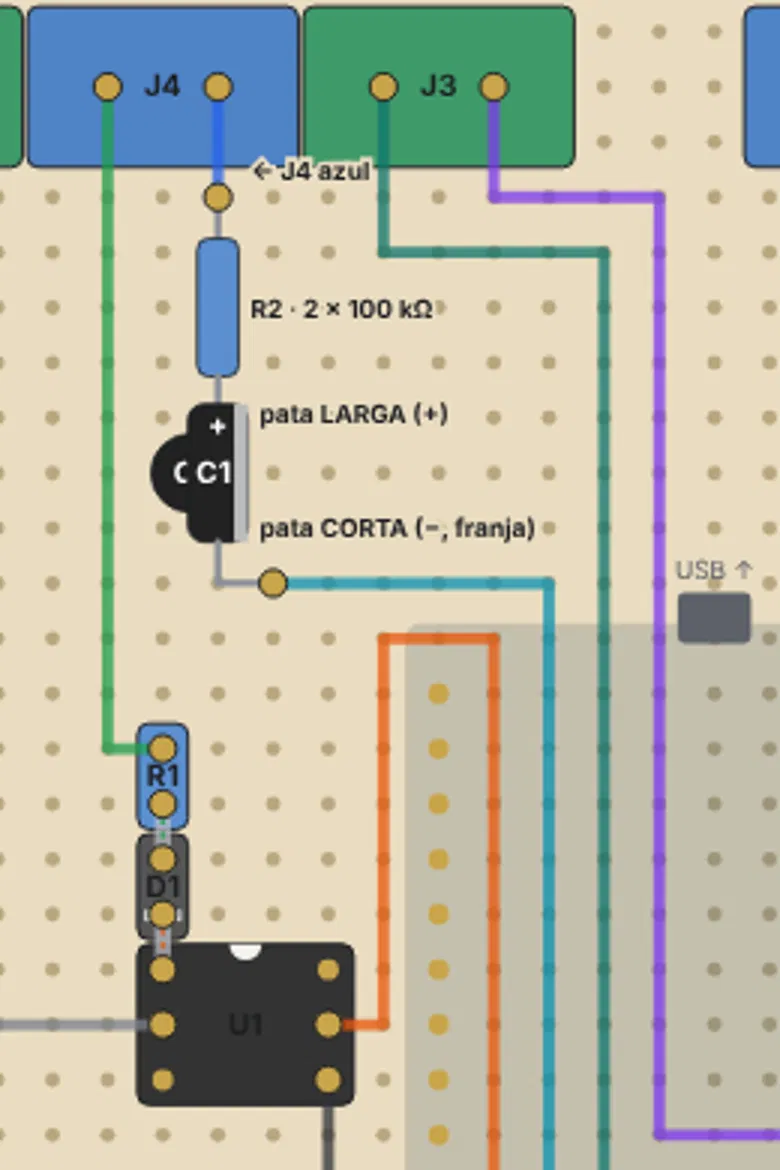 J4
J3
← J4 azul
R2 · 2 × 100 kΩ
+
pata LARGA (+)
C C1
pata CORTA (−, franja)
USB ↑
R1
D1
U1